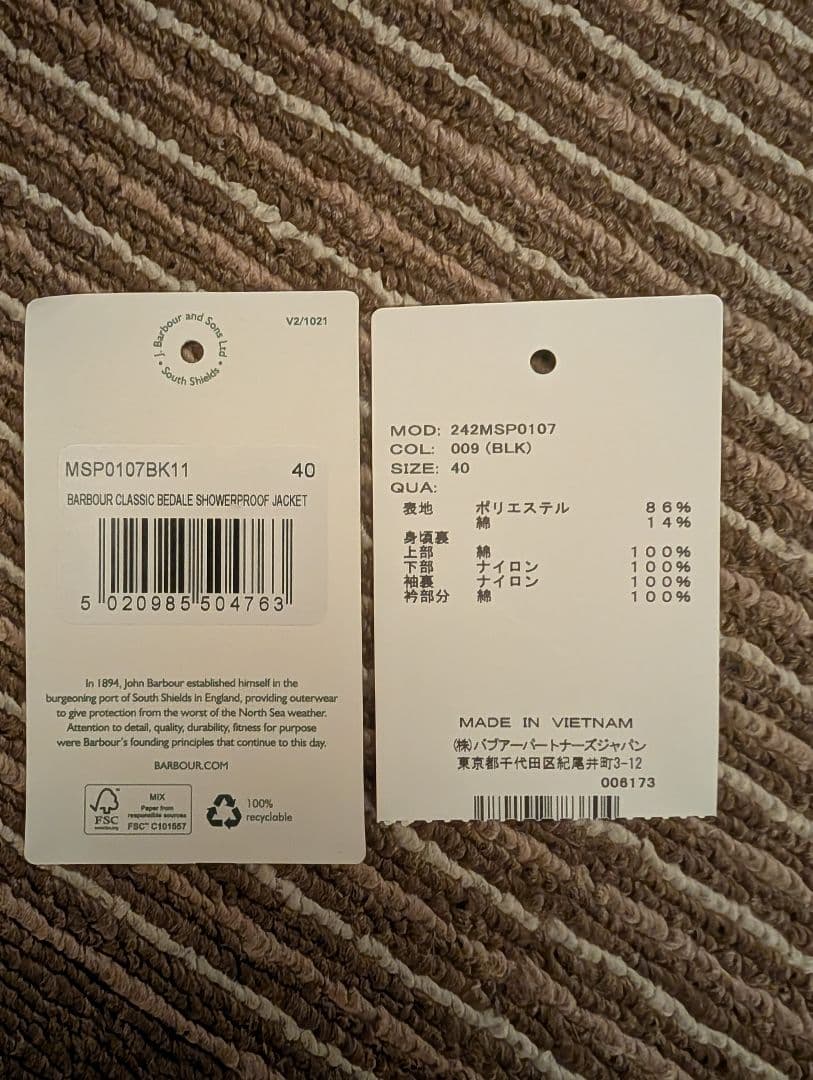 J. Barbour and Sons Ltd
• South Shields •
V2/1021
MSP0107BK11 40
BARBOUR CLASSIC BEDALE SHOWERPROOF JACKET
5 020985 504763
In 1894, John Barbour established himself in the
burgeoning port of South Shields in England, providing outerwear
to give protection from the worst of the North Sea weather.
Attention to detail, quality, durability, fitness for purpose
were Barbour's founding principles that continue to this day.
BARBOUR.COM
FSC
MIX
Paper from
responsible sources
FSC™ C101557
100%
recyclable
MOD: 242MSP0107
COL: 009 (BLK)
SIZE: 40
QUA:
表地 ポリエステル 86%
綿 14%
身頃裏
上部 綿 100%
下部 ナイロン 100%
袖裏 ナイロン 100%
衿部分 綿 100%
MADE IN VIETNAM
(株)バブアーパートナーズジャパン
東京都千代田区紀尾井町3-12
006173